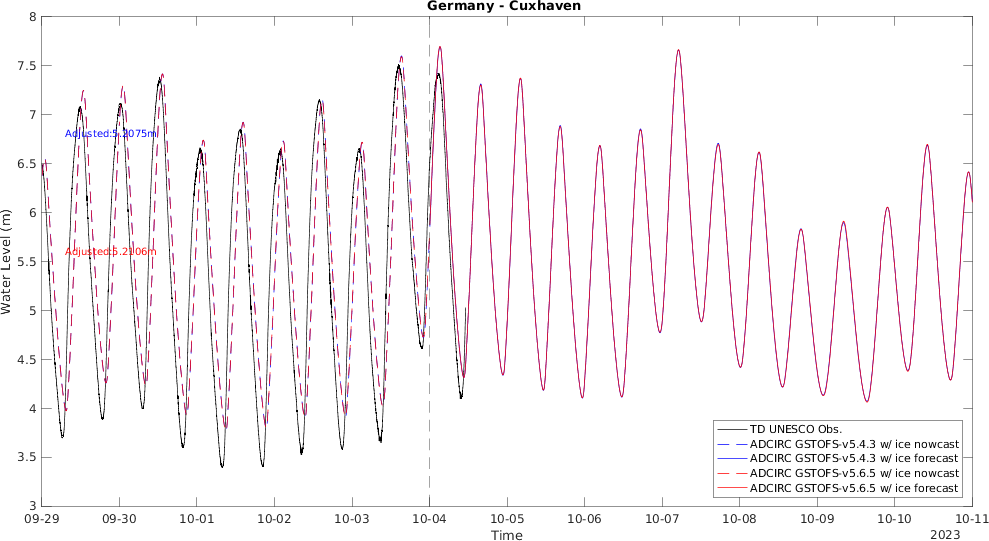 Germany - Cuxhaven
8
7.5
7
6.5
6
5.5
5
4.5
4
3.5
3
Water Level (m)
Adjusted:5.2075m
Adjusted:5.2106m
TD UNESCO Obs.
ADCIRC GSTOFS-v5.4.3 w/ ice nowcast
ADCIRC GSTOFS-v5.4.3 w/ ice forecast
ADCIRC GSTOFS-v5.6.5 w/ ice nowcast
ADCIRC GSTOFS-v5.6.5 w/ ice forecast
09-29 09-30 10-01 10-02 10-03 10-04 10-05 10-06 10-07 10-08 10-09 10-10 10-11
Time
2023